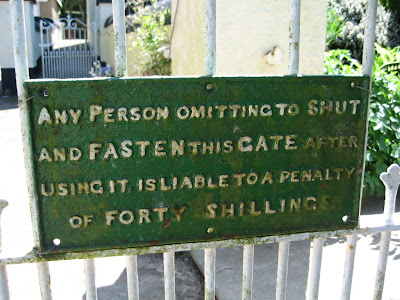 ANY PERSON OMITTING TO SHUT
AND FASTEN THIS GATE AFTER
USING IT, IS LIABLE TO A PENALTY
OF FORTY SHILLINGS